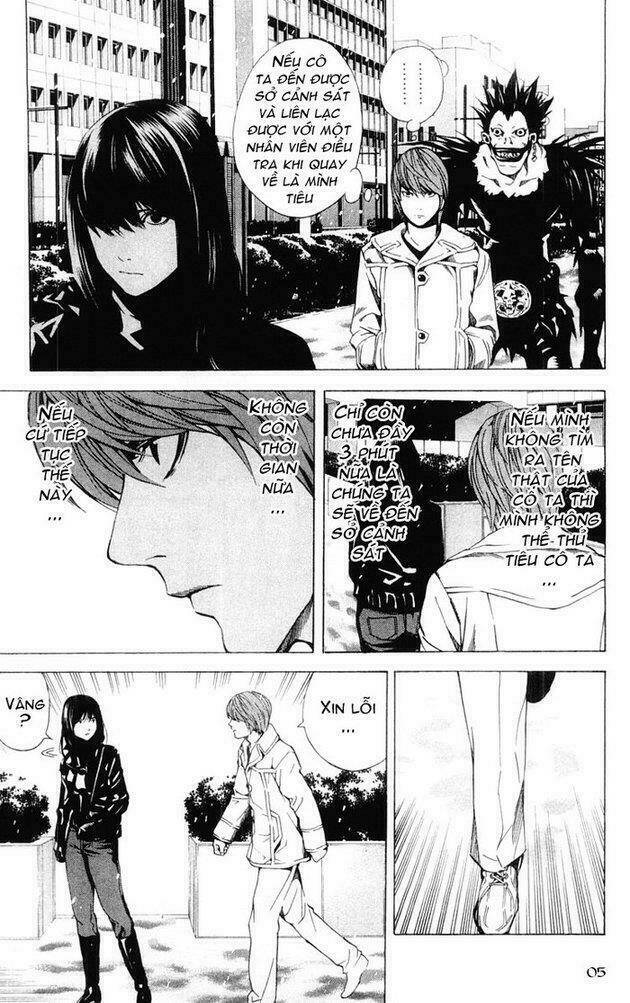 ......
NẾU CÔ
TA ĐẾN ĐƯỢC
SỞ CẢNH SÁT
VÀ LIÊN LẠC
ĐƯỢC VỚI MỘT
NHÂN VIÊN ĐIỀU
TRA KHI QUAY
VỀ LÀ MÌNH
TIÊU
NẾU MÌNH
KHÔNG TÌM
RA TÊN
THẬT CỦA
CÔ TA THÌ
MÌNH KHÔNG
THỂ THỦ
TIÊU CÔ TA
...
CHỈ CÒN
CHƯA ĐẦY
3 PHÚT
NỮA LÀ
CHÚNG TA
SẼ VỀ ĐẾN
SỞ CẢNH
SÁT
KHÔNG
CÒN
THỜI
GIAN
NỮA
...
NẾU
CỨ TIẾP
TỤC
THẾ
NÀY
...
XIN LỖI
...
VÂNG
?
05